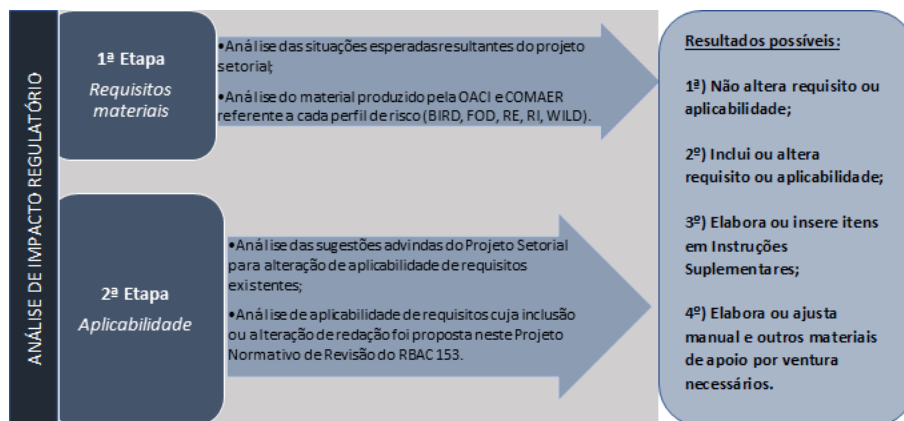 ANÁLISE DE IMPACTO REGULATÓRIO
1ª Etapa
Requisitos
materiais
•Análise das situações esperadas resultantes do projeto
setorial;
•Análise do material produzido pela OACI e COMAER
referente a cada perfil de risco (BIRD, FOD, RE, RI, WILD).
2ª Etapa
Aplicabilidade
•Análise das sugestões advindas do Projeto Setorial
para alteração de aplicabilidade de requisitos
existentes;
•Análise de aplicabilidade de requisitos cuja inclusão
ou alteração de redação foi proposta neste Projeto
Normativo de Revisão do RBAC 153.
Resultados possíveis:
1ª) Não altera requisito ou
aplicabilidade;
2º) Inclui ou altera
requisito ou aplicabilidade;
3º) Elabora ou insere itens
em Instruções
Suplementares;
4º) Elabora ou ajusta
manual e outros materiais
de apoio por ventura
necessários.